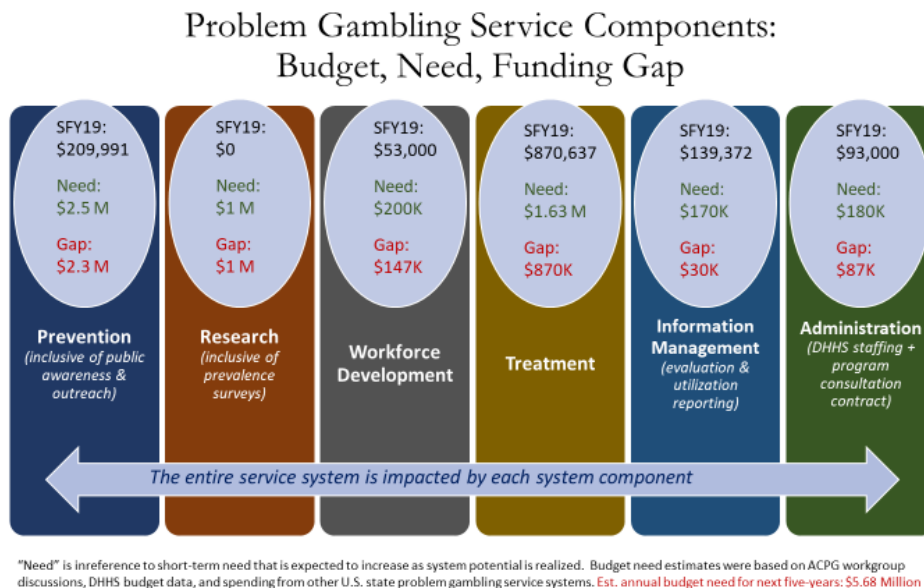 Problem Gambling Service Components:
Budget, Need, Funding Gap
SFY19:
$209,991
Need:
$2.5 M
Gap:
$2.3 M
Prevention
(inclusive of public
awareness &
outreach)
SFY19:
$0
Need:
$1 M
Gap:
$1 M
Research
(inclusive of
prevalence
surveys)
SFY19:
$53,000
Need:
$200K
Gap:
$147K
Workforce
Development
SFY19:
$870,637
Need:
$1.63 M
Gap:
$870K
Treatment
SFY19:
$139,372
Need:
$170K
Gap:
$30K
Information
Management
(evaluation &
utilization
reporting)
SFY19:
$93,000
Need:
$180K
Gap:
$87K
Administration
(DHHS staffing +
program
consultation
contract)
The entire service system is impacted by each system component
"Need" is inreference to short-term need that is expected to increase as system potential is realized. Budget need estimates were based on ACPG workgroup
discussions, DHHS budget data, and spending from other U.S. state problem gambling service systems. Est. annual budget need for next five-years: $5.68 Millio